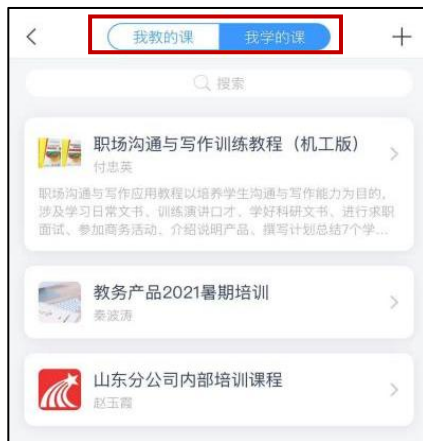 我教的课 我学的课
搜索
职场沟通与写作训练教程（机工版）
付忠英
职场沟通与写作应用教程以培养学生沟通与写作能力为目的，
涉及学习日常文书、训练演讲口才、学好科研文书、进行求职
面试、参加商务活动、介绍说明产品、撰写计划总结7个学...
教务产品2021暑期培训
秦波涛
山东分公司内部培训课程
赵玉霞